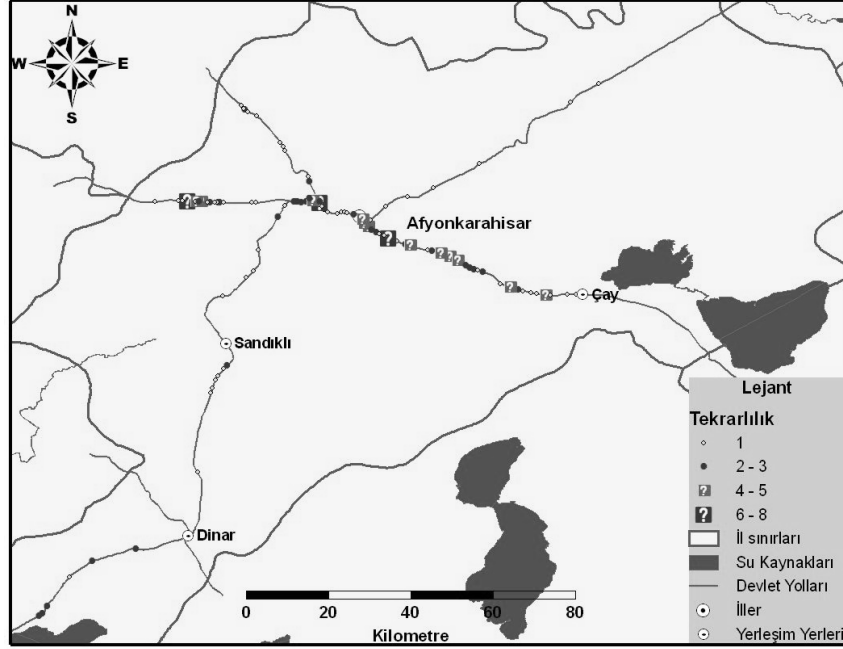 N
W E
S
Afyonkarahisar
Çay
Sandıklı
Dinar
0 20 40 60 80
Kilometre
Lejant
Tekrarlılık
1
2 - 3
4 - 5
6 - 8
İl sınırları
Su Kaynakları
Devlet Yolları
İller
Yerleşim Yerleri